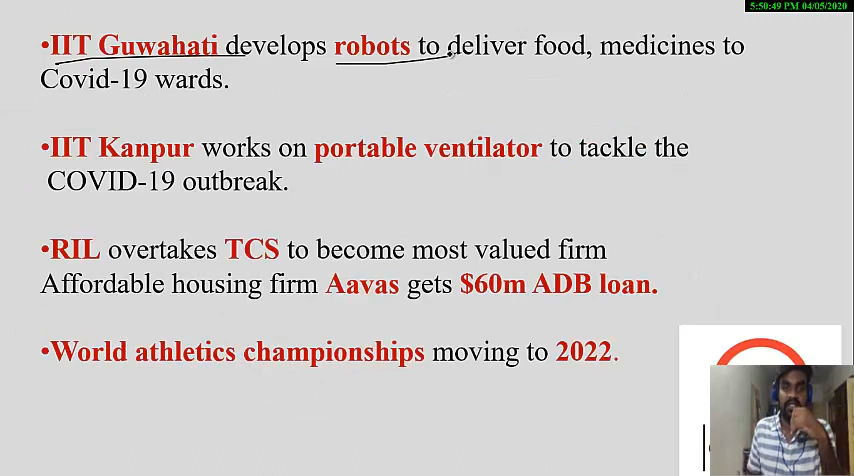 5:50:49 PM 04/05/2020
•IIT Guwahati develops robots to deliver food, medicines to
Covid-19 wards.
•IIT Kanpur works on portable ventilator to tackle the
COVID-19 outbreak.
•RIL overtakes TCS to become most valued firm
Affordable housing firm Aavas gets $60m ADB loan.
•World athletics championships moving to 2022.